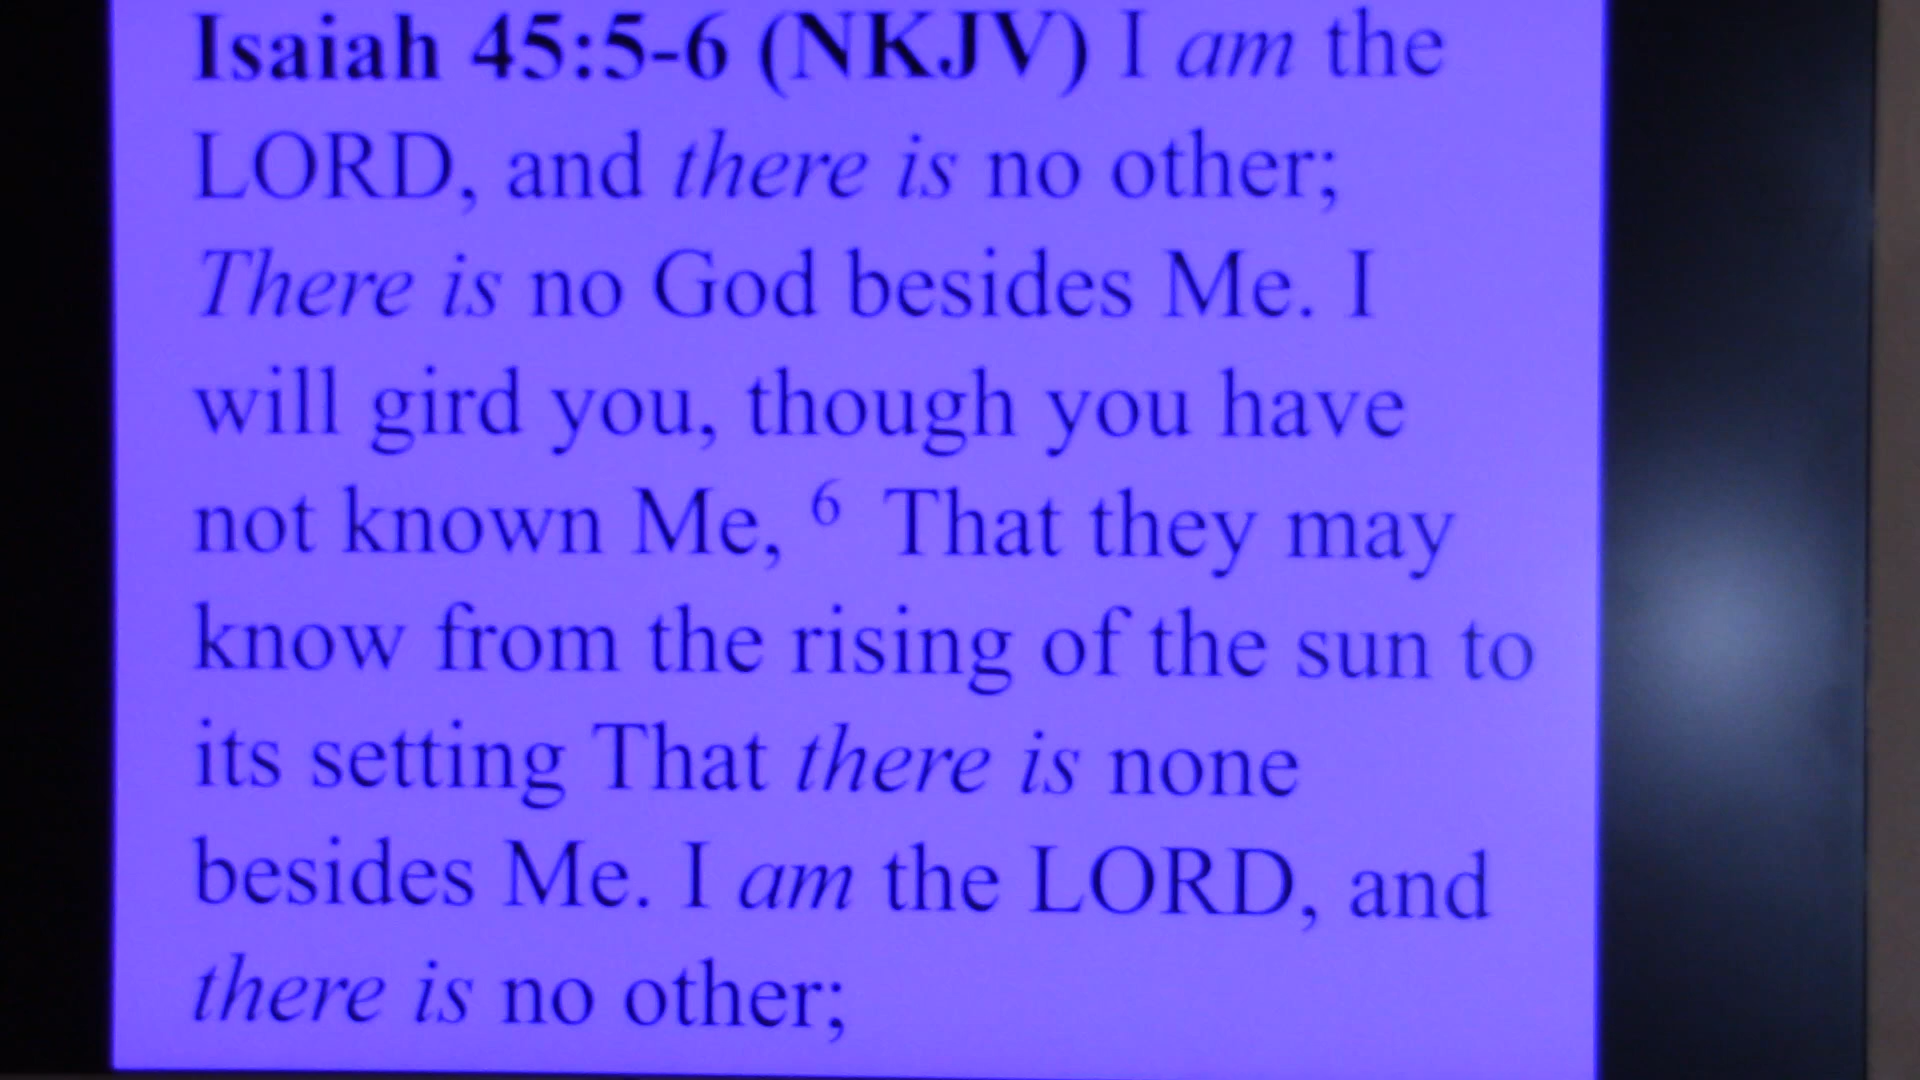 Isaiah 45:5-6 (NKJV) I am the
LORD, and there is no other;
There is no God besides Me. I
will gird you, though you have
not known Me, 6 That they may
know from the rising of the sun to
its setting That there is none
besides Me. I am the LORD, and
there is no other;